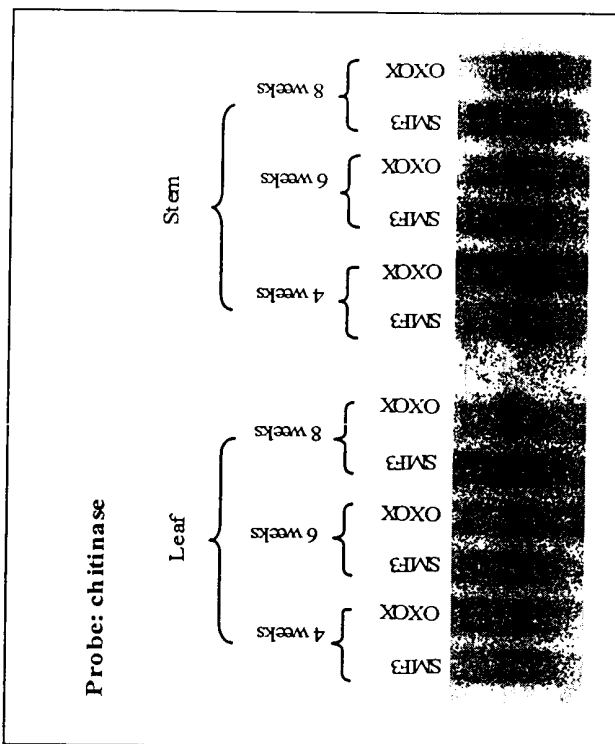 Probe: chitinase
Leaf
Stem
4 weeks
6 weeks
8 weeks
4 weeks
6 weeks
8 weeks
SMF3
OXOX
SMF3
OXOX
SMF3
OXOX
SMF3
OXOX
SMF3
OXOX
SMF3
OXOX